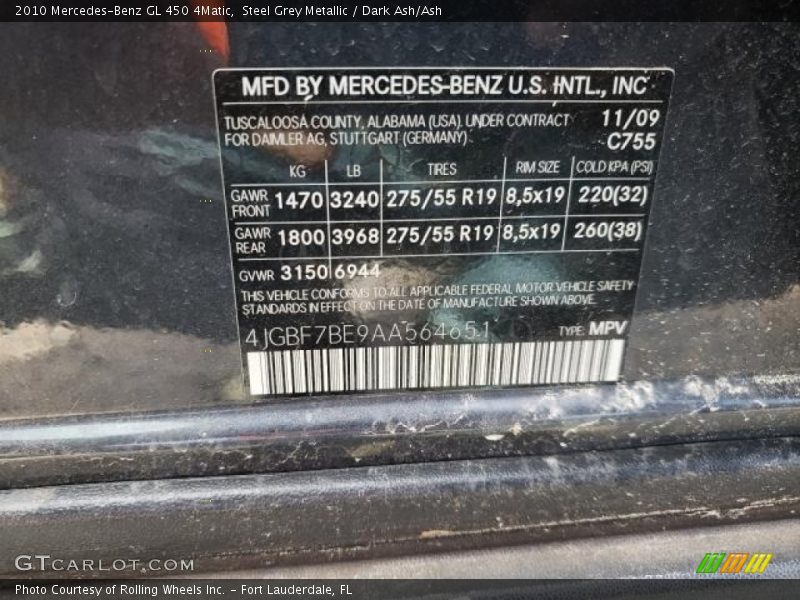 2010 Mercedes-Benz GL 450 4Matic, Steel Grey Metallic / Dark Ash/Ash
MFD BY MERCEDES-BENZ U.S. INTL., INC
TUSCALOOSA COUNTY, ALABAMA (USA) UNDER CONTRACT 11/09
FOR DAIMLER AG, STUTTGART (GERMANY) C755
KG LB TIRES RIM SIZE COLD KPA (PSI)
GAWR FRONT 1470 3240 275/55 R19 8,5x19 220(32)
GAWR REAR 1800 3968 275/55 R19 8,5x19 260(38)
GVWR 3150 6944
THIS VEHICLE CONFORMS TO ALL APPLICABLE FEDERAL MOTOR VEHICLE SAFETY
STANDARDS IN EFFECT ON THE DATE OF MANUFACTURE SHOWN ABOVE.
4JGBF7BE9AA564651 TYPE: MPV
GTCARLOT.COM
Photo Courtesy of Rolling Wheels Inc. - Fort Lauderdale, FL